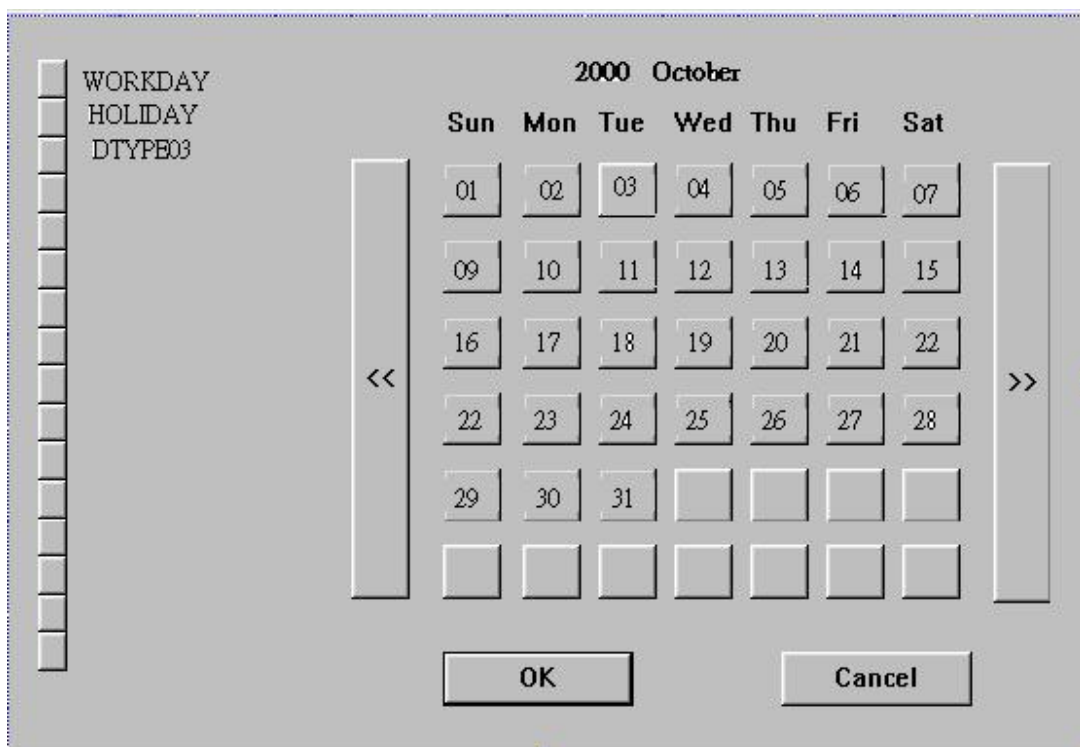 WORKDAY
HOLIDAY
DTYPE03
2000 October
Sun Mon Tue Wed Thu Fri Sat
01 02 03 04 05 06 07
09 10 11 12 13 14 15
16 17 18 19 20 21 22
22 23 24 25 26 27 28
29 30 31
<<
>>
OK Cancel